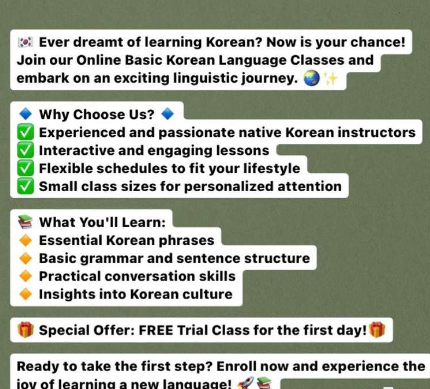 🇰🇷 Ever dreamt of learning Korean? Now is your chance!
Join our Online Basic Korean Language Classes and
embark on an exciting linguistic journey. 🌏✨
🔷 Why Choose Us? 🔷
✅ Experienced and passionate native Korean instructors
✅ Interactive and engaging lessons
✅ Flexible schedules to fit your lifestyle
✅ Small class sizes for personalized attention
📚 What You'll Learn:
🔸 Essential Korean phrases
🔸 Basic grammar and sentence structure
🔸 Practical conversation skills
🔸 Insights into Korean culture
🎁 Special Offer: FREE Trial Class for the first day! 🎁
Ready to take the first step? Enroll now and experience the
joy of learning a new language! 🚀📚